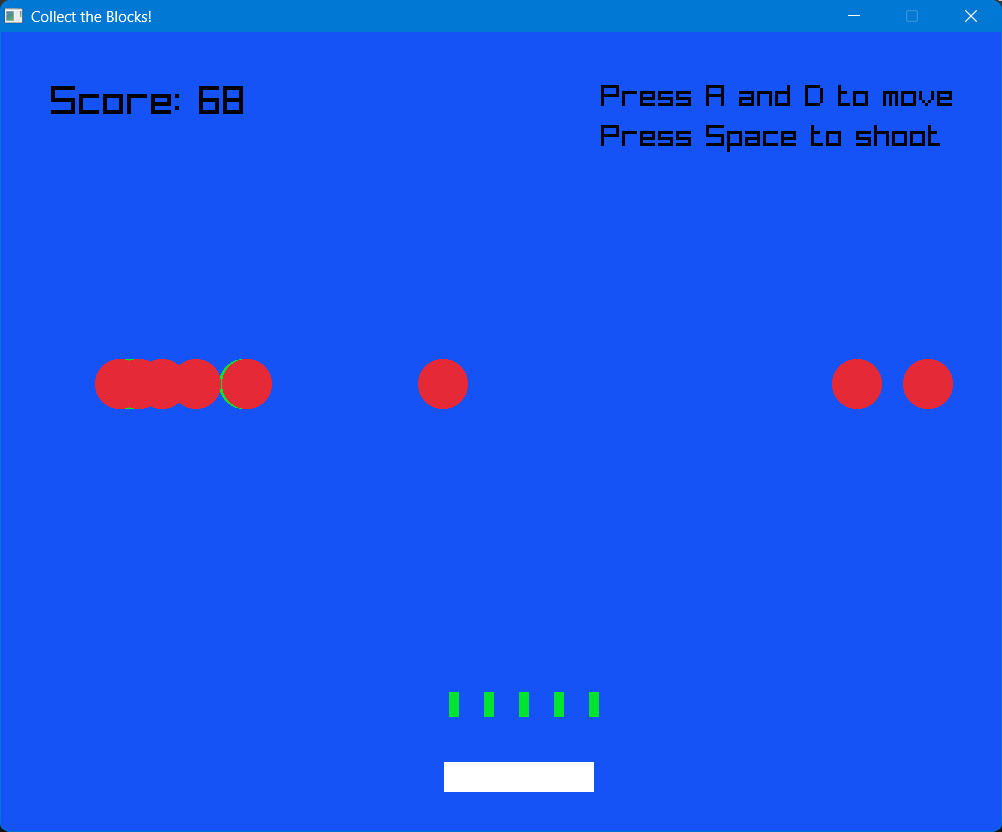 Collect the Blocks!
Score: 68
Press A and D to move
Press Space to shoot